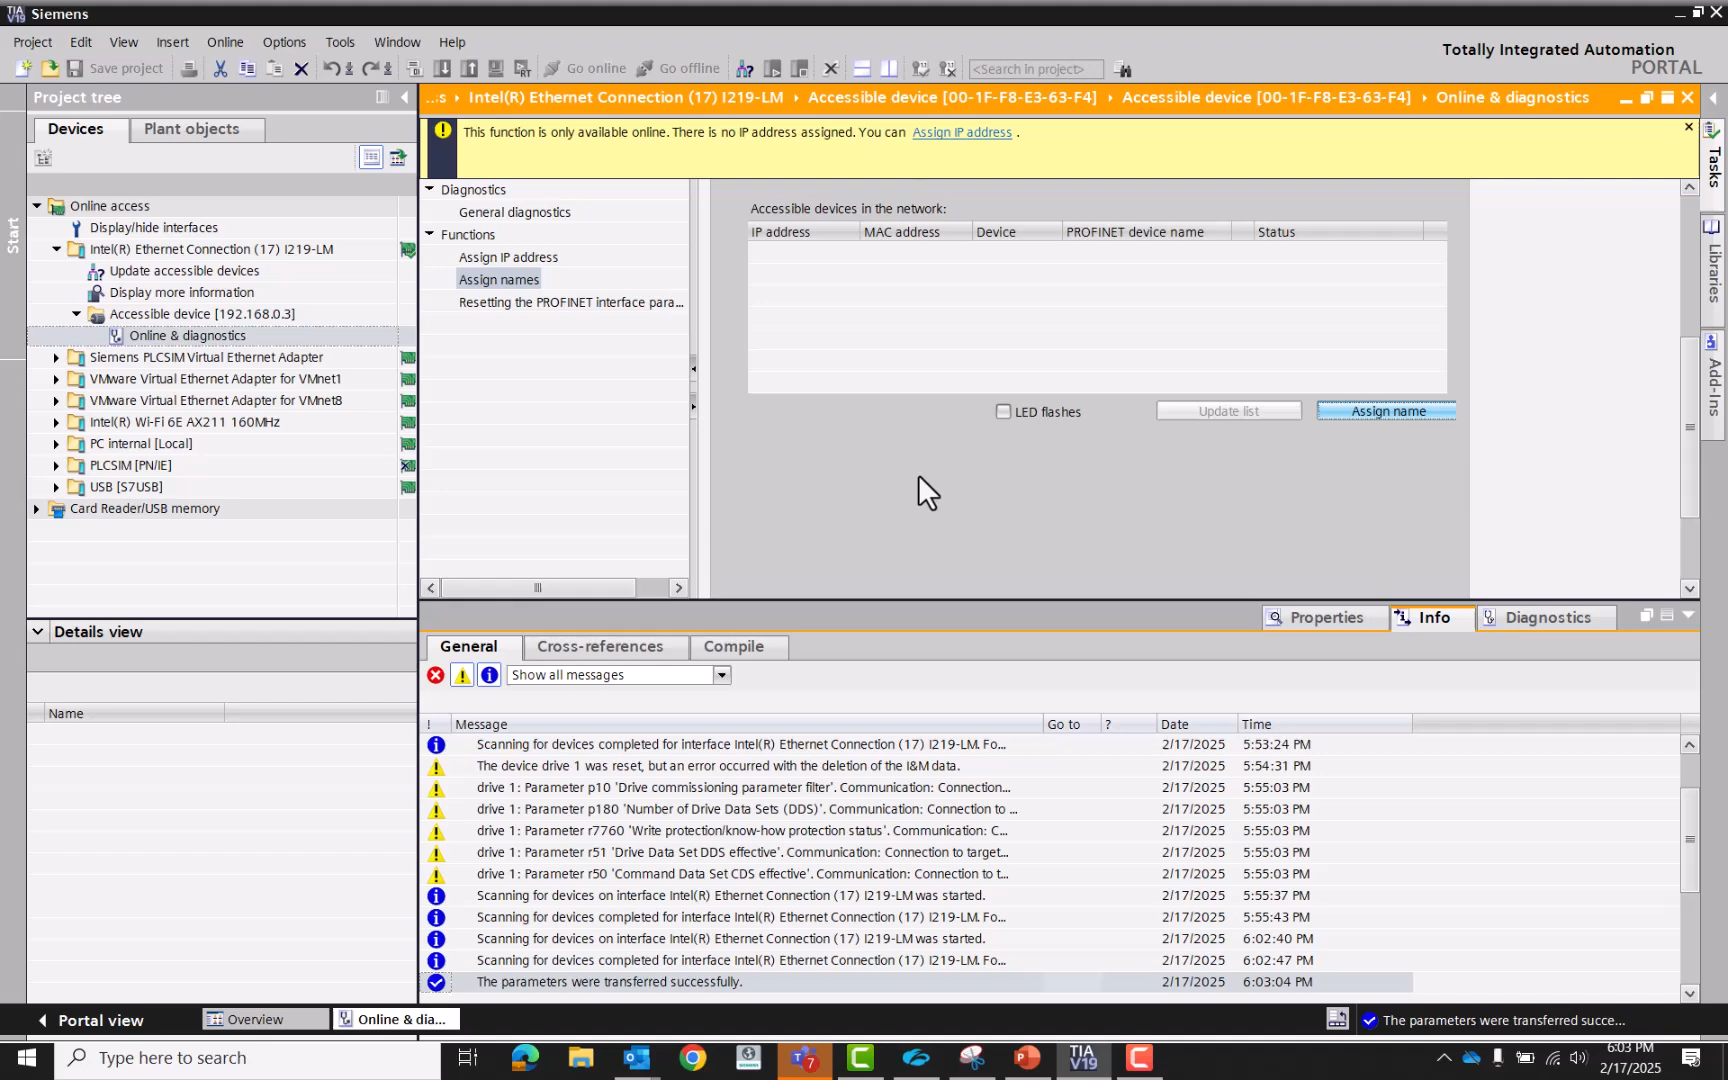 TIA V19 Siemens
Project Edit View Insert Online Options Tools Window Help
Totally Integrated Automation
PORTAL
Save project Go online Go offline <Search in project>
Project tree
...s Intel(R) Ethernet Connection (17) I219-LM Accessible device [00-1F-F8-E3-63-F4] Accessible device [00-1F-F8-E3-63-F4] Online & diagnostics
Devices Plant objects
Online access
Display/hide interfaces
Intel(R) Ethernet Connection (17) I219-LM
Update accessible devices
Display more information
Accessible device [192.168.0.3]
Online & diagnostics
Siemens PLCSIM Virtual Ethernet Adapter
VMware Virtual Ethernet Adapter for VMnet1
VMware Virtual Ethernet Adapter for VMnet8
Intel(R) Wi-Fi 6E AX211 160MHz
PC internal [Local]
PLCSIM [PN/IE]
USB [S7USB]
Card Reader/USB memory
Start
Details view
Name
This function is only available online. There is no IP address assigned. You can Assign IP address .
Diagnostics
General diagnostics
Functions
Assign IP address
Assign names
Resetting the PROFINET interface para...
Accessible devices in the network:
IP address MAC address Device PROFINET device name Status
LED flashes Update list Assign name
Tasks
Libraries
Add-Ins
Properties Info Diagnostics
General Cross-references Compile
Show all messages
! Message Go to ? Date Time
Scanning for devices completed for interface Intel(R) Ethernet Connection (17) I219-LM. Fo... 2/17/2025 5:53:24 PM
The device drive 1 was reset, but an error occurred with the deletion of the I&M data. 2/17/2025 5:54:31 PM
drive 1: Parameter p10 'Drive commissioning parameter filter'. Communication: Connection... 2/17/2025 5:55:03 PM
drive 1: Parameter p180 'Number of Drive Data Sets (DDS)'. Communication: Connection to ... 2/17/2025 5:55:03 PM
drive 1: Parameter r7760 'Write protection/know-how protection status'. Communication: C... 2/17/2025 5:55:03 PM
drive 1: Parameter r51 'Drive Data Set DDS effective'. Communication: Connection to target... 2/17/2025 5:55:03 PM
drive 1: Parameter r50 'Command Data Set CDS effective'. Communication: Connection to t... 2/17/2025 5:55:03 PM
Scanning for devices on interface Intel(R) Ethernet Connection (17) I219-LM was started. 2/17/2025 5:55:37 PM
Scanning for devices completed for interface Intel(R) Ethernet Connection (17) I219-LM. Fo... 2/17/2025 5:55:43 PM
Scanning for devices on interface Intel(R) Ethernet Connection (17) I219-LM was started. 2/17/2025 6:02:40 PM
Scanning for devices completed for interface Intel(R) Ethernet Connection (17) I219-LM. Fo... 2/17/2025 6:02:47 PM
The parameters were transferred successfully. 2/17/2025 6:03:04 PM
Portal view Overview Online & dia... The parameters were transferred succe...
Type here to search 7 TIA V19 6:03 PM
2/17/2025